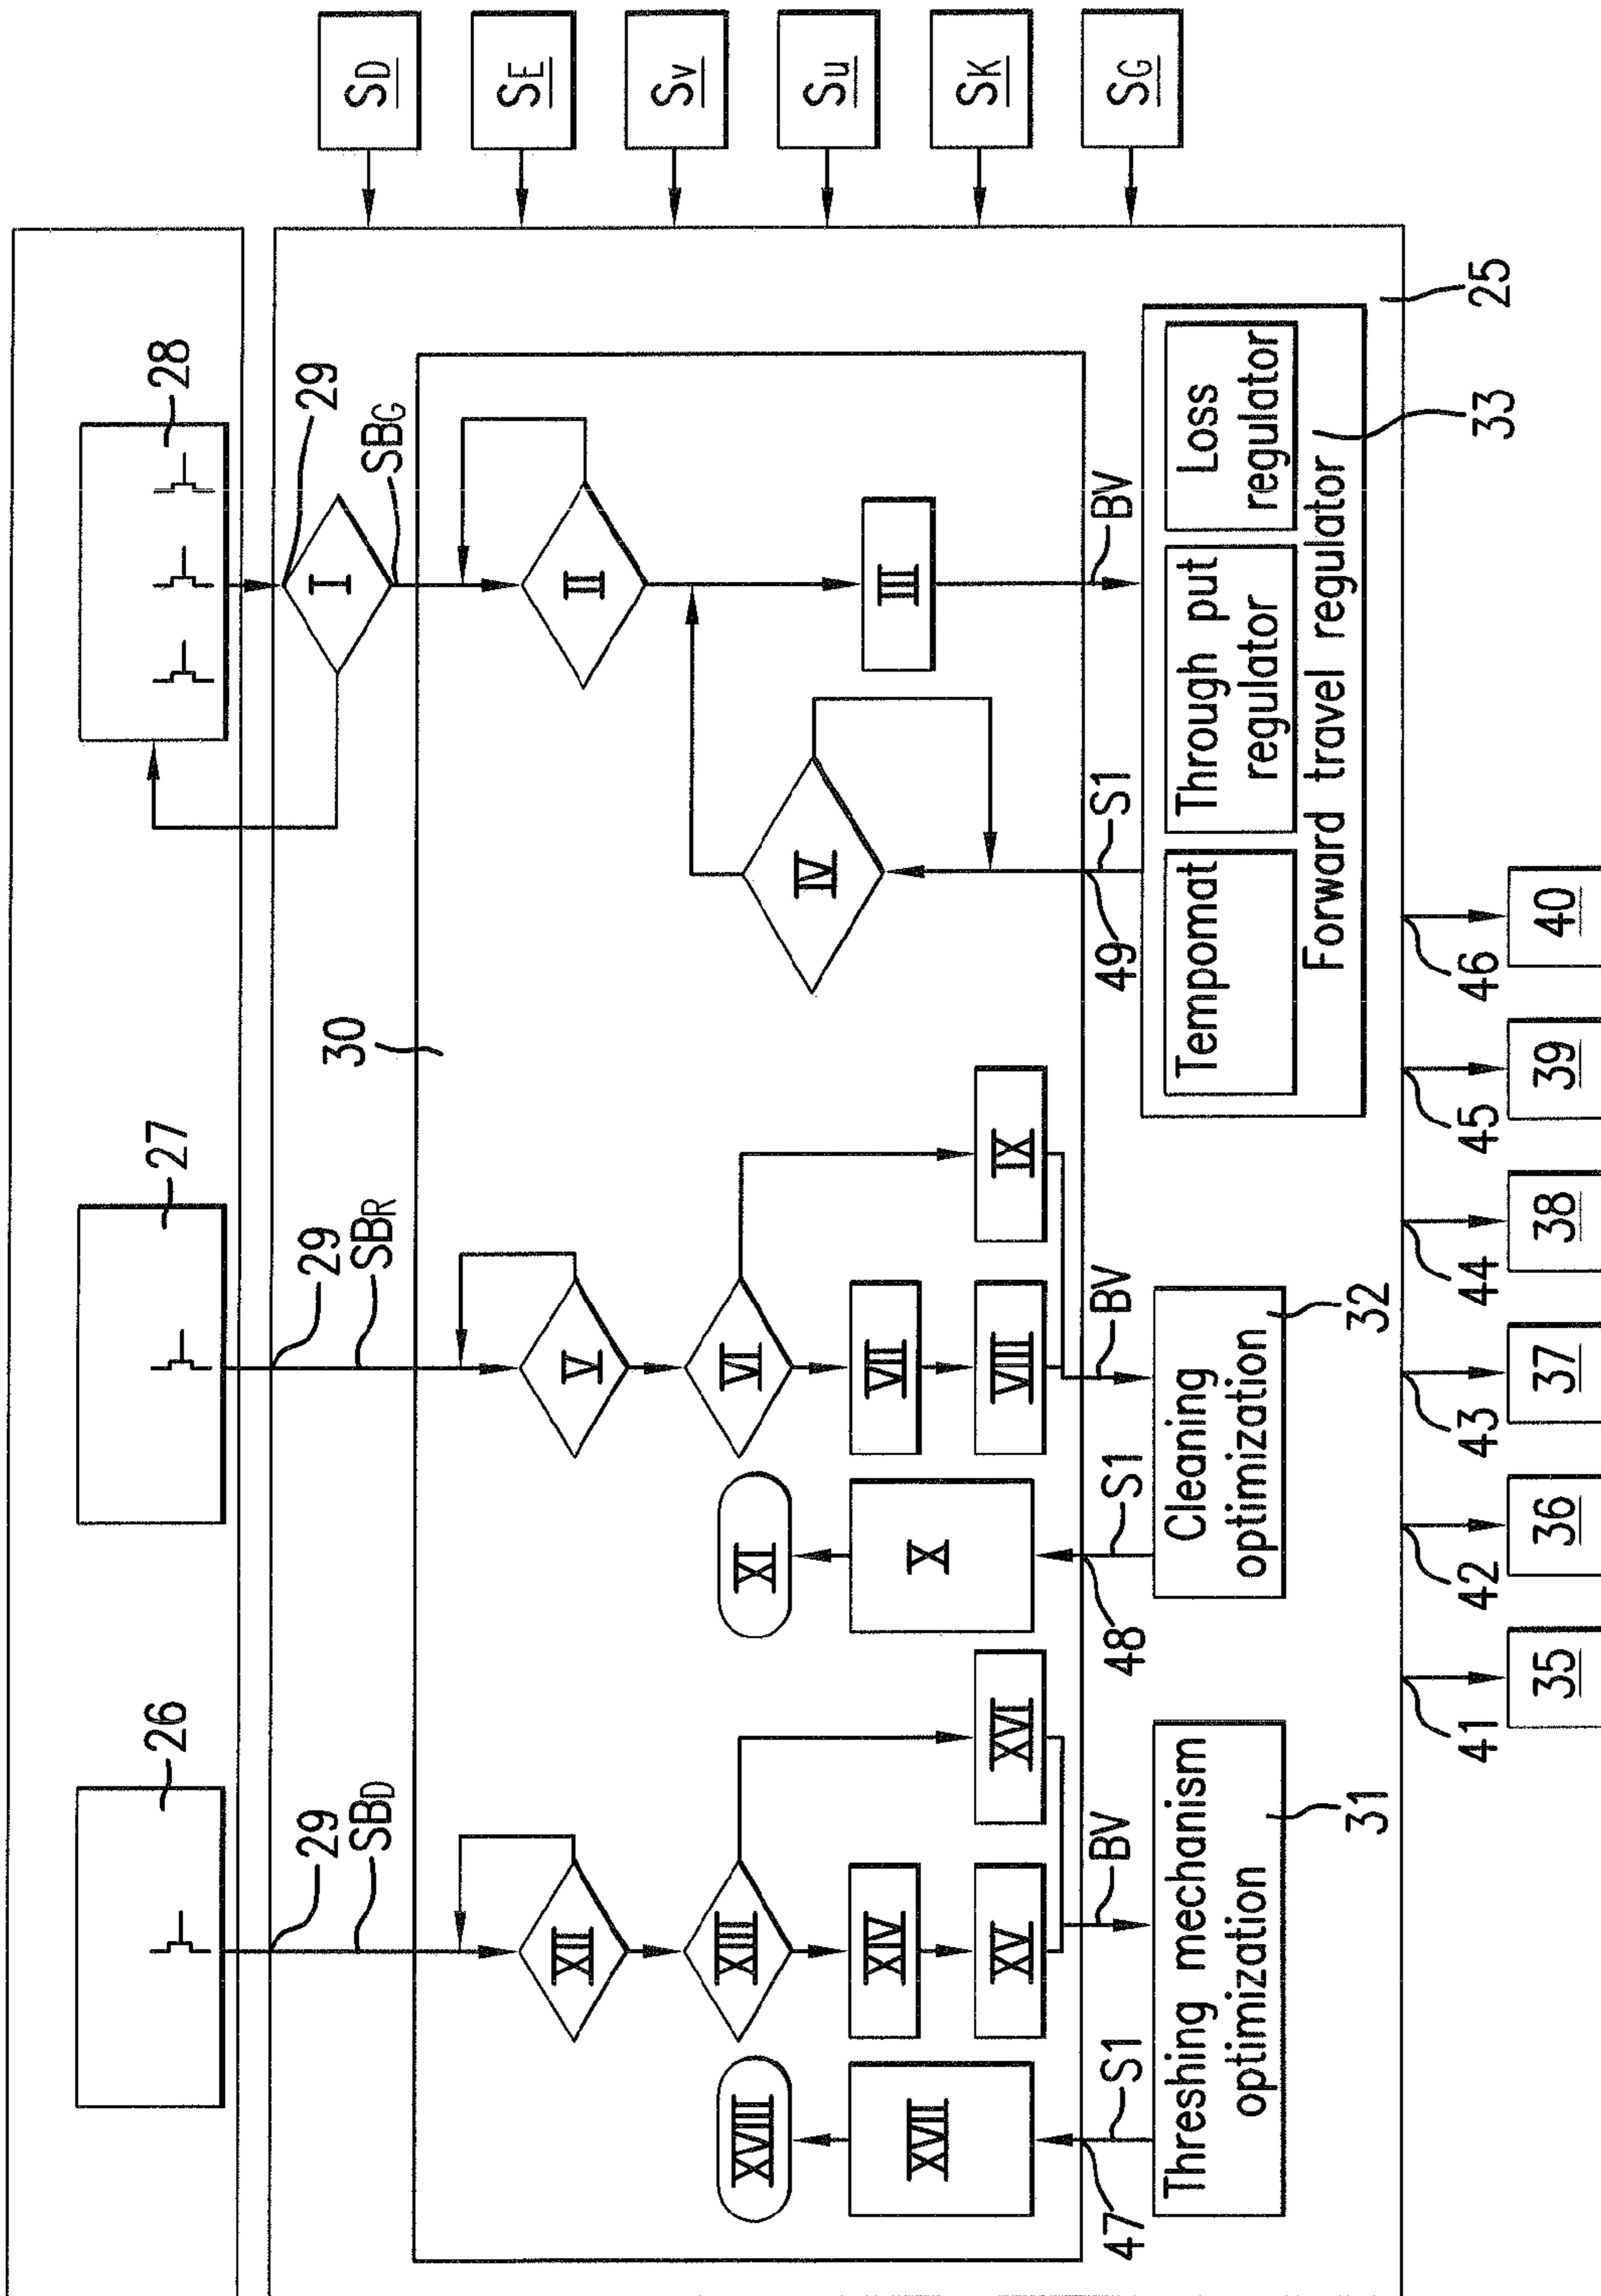 26
27
28
29
SBD
29
SBR
29
SBG
30
I
SD
SE
SV
Su
SK
SG
XII
V
II
XIII
VI
XVIII
XI
IV
XIV
VII
III
XVII
X
XV
XVI
VIII
IX
47
S1
BV
48
S1
BV
49
S1
BV
Threshing mechanism
optimization
31
Cleaning
optimization
32
Tempomat
Through put
regulator
Loss
regulator
Forward travel regulator
33
25
41
42
43
44
45
46
35
36
37
38
39
40